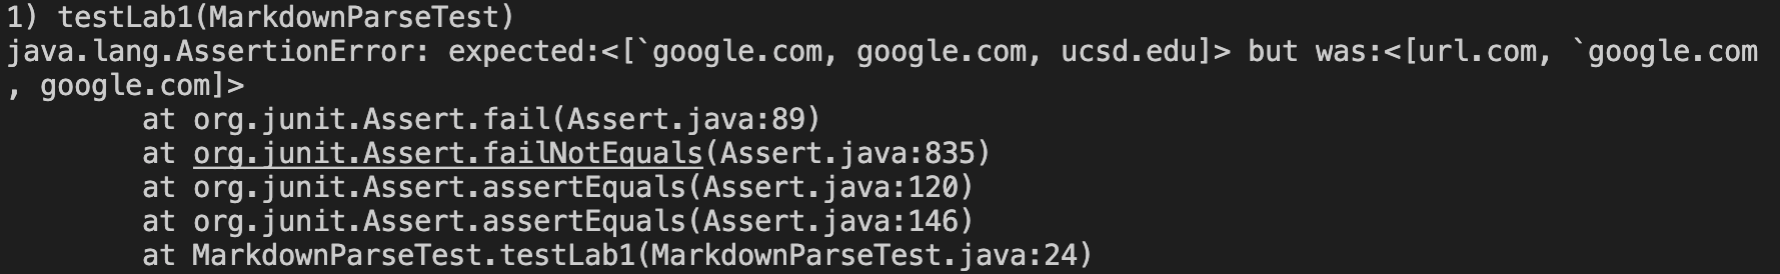 1) testLab1(MarkdownParseTest)
java.lang.AssertionError: expected:<[`google.com, google.com, ucsd.edu]> but was:<[url.com, `google.com
, google.com]>
        at org.junit.Assert.fail(Assert.java:89)
        at org.junit.Assert.failNotEquals(Assert.java:835)
        at org.junit.Assert.assertEquals(Assert.java:120)
        at org.junit.Assert.assertEquals(Assert.java:146)
        at MarkdownParseTest.testLab1(MarkdownParseTest.java:24)